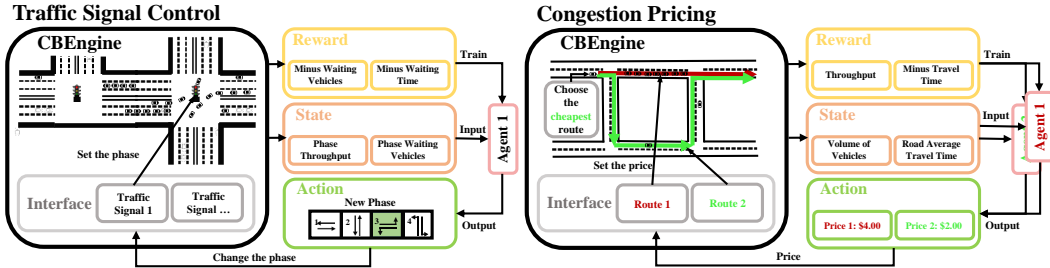 Traffic Signal Control
CBEngine
Set the phase
Interface
Traffic
Signal 1
Traffic
Signal ...
Reward
Minus Waiting
Vehicles
Minus Waiting
Time
State
Phase
Throughput
Phase Waiting
Vehicles
Action
New Phase
1
2
3
4
Train
Input
Output
Agent 1
Change the phase
Congestion Pricing
CBEngine
Choose
the
cheapest
route
Set the price
Interface
Route 1
Route 2
Reward
Throughput
Minus Travel
Time
State
Volume of
Vehicles
Road Average
Travel Time
Action
Price 1: $4.00
Price 2: $2.00
Train
Input
Output
Agent 1
Price